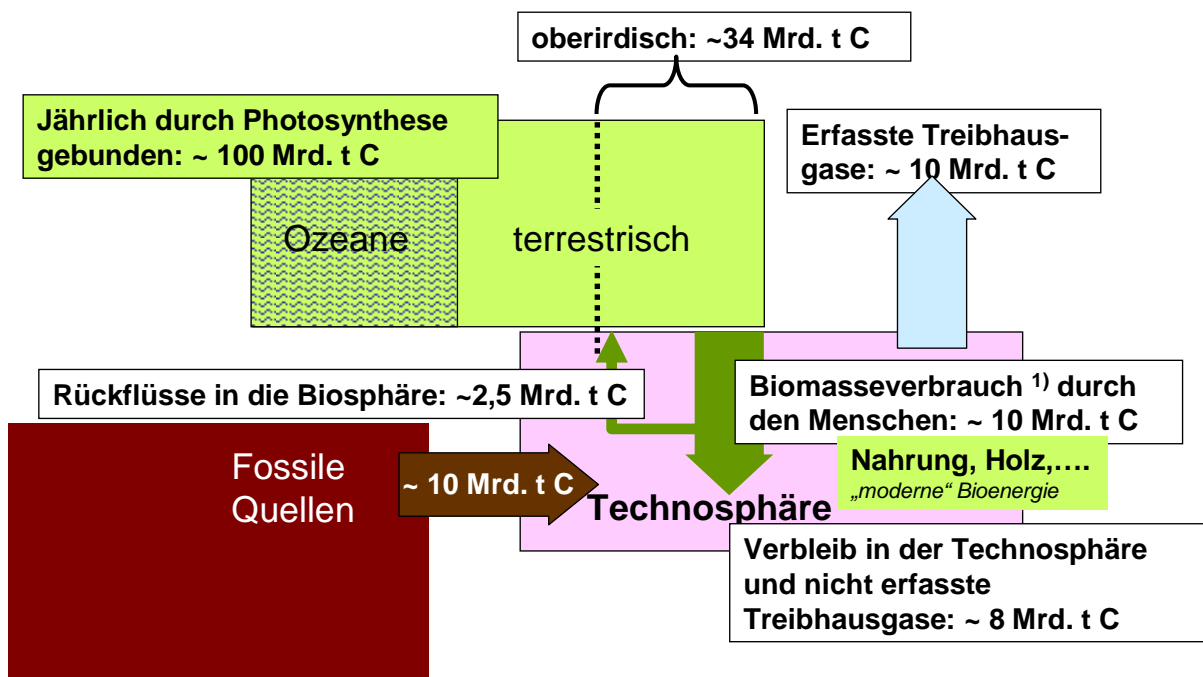 oberirdisch: ~34 Mrd. t C
Jährlich durch Photosynthese
gebunden: ~ 100 Mrd. t C
Erfasste Treibhaus-
gase: ~ 10 Mrd. t C
Ozeane
terrestrisch
Rückflüsse in die Biosphäre: ~2,5 Mrd. t C
Biomasseverbrauch ¹⁾ durch
den Menschen: ~ 10 Mrd. t C
Nahrung, Holz,….
„moderne“ Bioenergie
Fossile
Quellen
~ 10 Mrd. t C
Technosphäre
Verbleib in der Technosphäre
und nicht erfasste
Treibhausgase: ~ 8 Mrd. t C